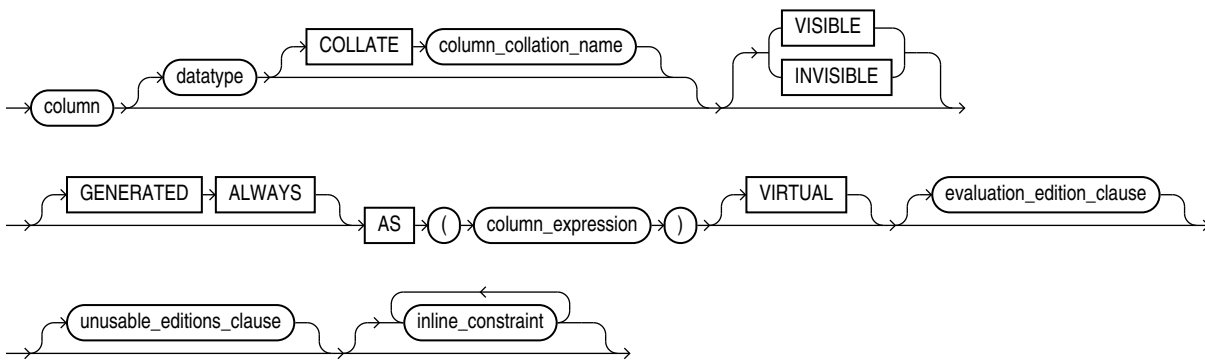 COLLATE column_collation_name VISIBLE
datatype INVISIBLE
column
GENERATED ALWAYS VIRTUAL evaluation_edition_clause
AS ( column_expression )
unusable_editions_clause inline_constraint